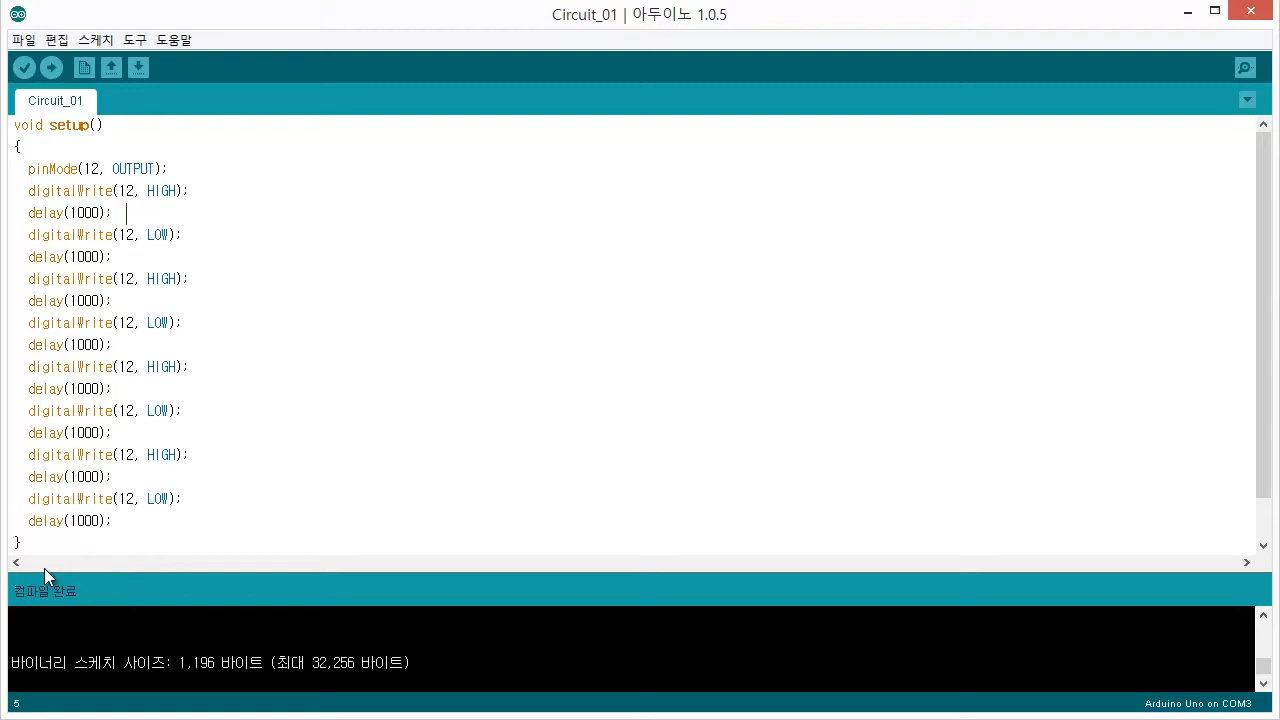 Circuit_01 | 아두이노 1.0.5
파일 편집 스케치 도구 도움말
Circuit_01
void setup()
{
pinMode(12, OUTPUT);
digitalWrite(12, HIGH);
delay(1000);
digitalWrite(12, LOW);
delay(1000);
digitalWrite(12, HIGH);
delay(1000);
digitalWrite(12, LOW);
delay(1000);
digitalWrite(12, HIGH);
delay(1000);
digitalWrite(12, LOW);
delay(1000);
digitalWrite(12, HIGH);
delay(1000);
digitalWrite(12, LOW);
delay(1000);
}
컴파일 완료
바이너리 스케치 사이즈: 1,196 바이트 (최대 32,256 바이트)
5 Arduino Uno on COM3